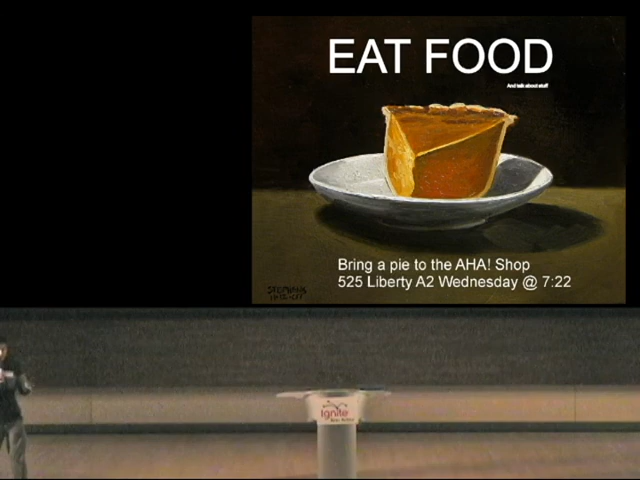 EAT FOOD
And talk about stuff
Bring a pie to the AHA! Shop
525 Liberty A2 Wednesday @ 7:22
Ignite